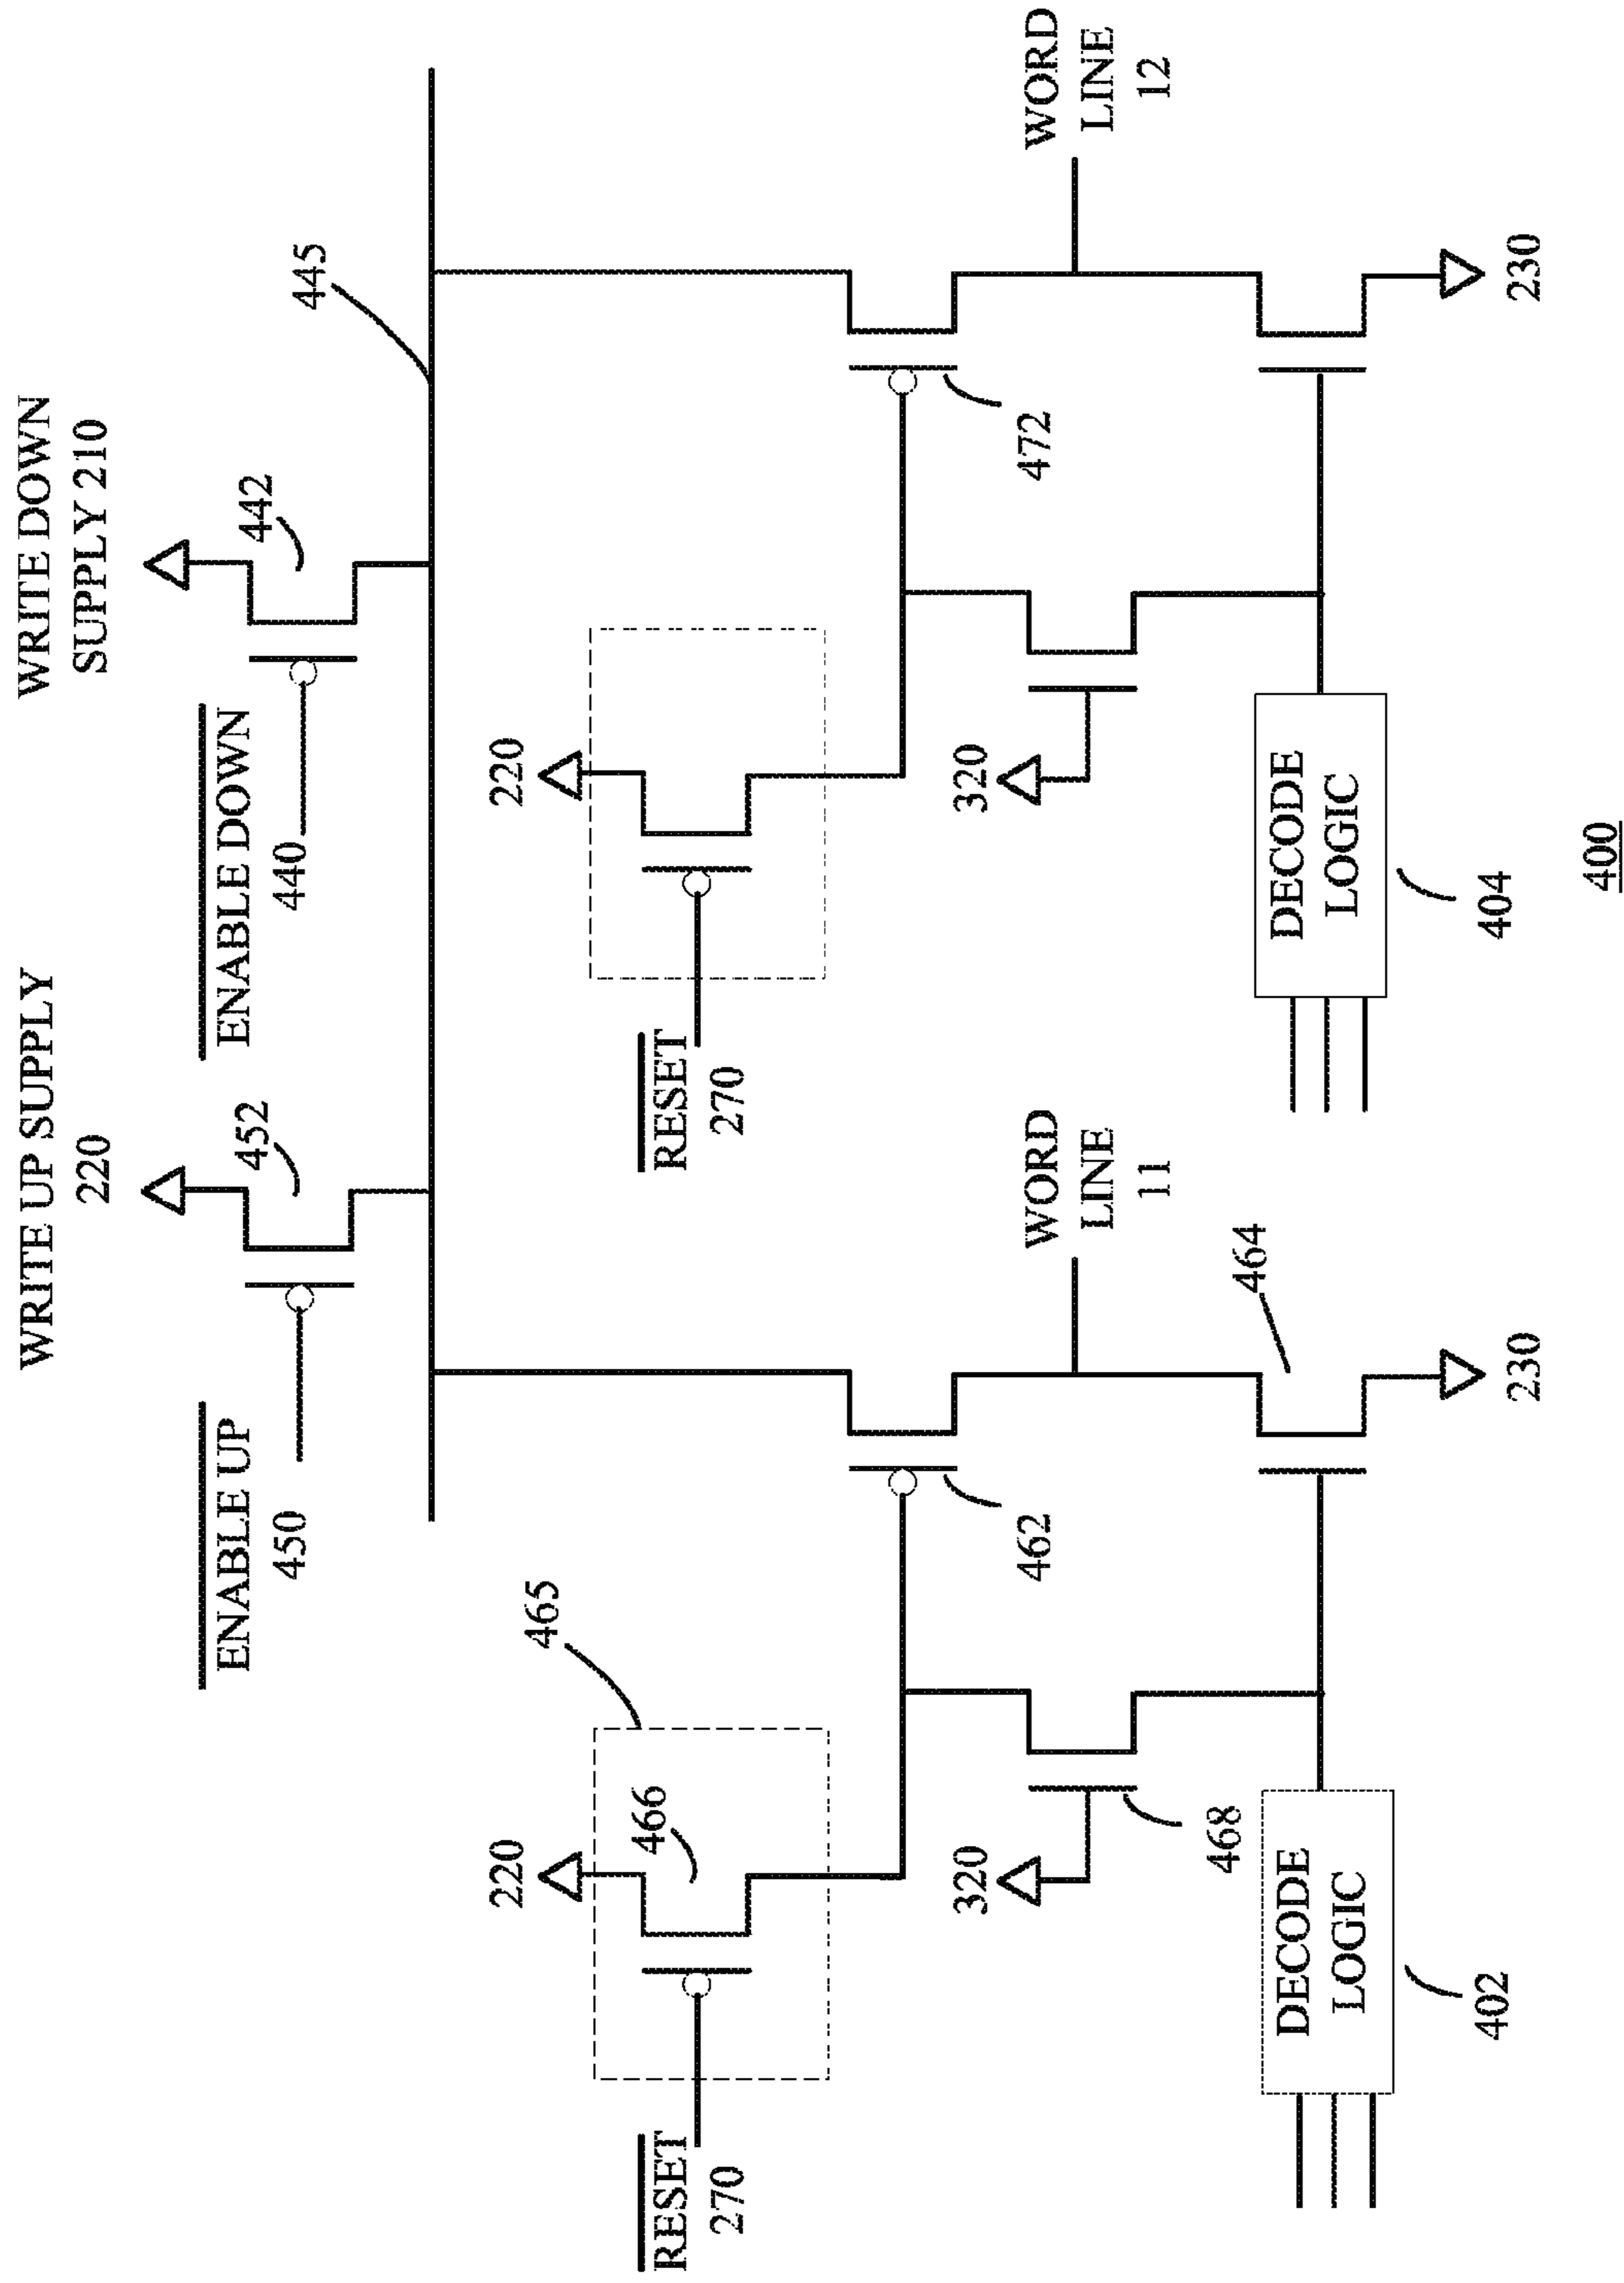 WRITE UP SUPPLY
220
WRITE DOWN
SUPPLY 210
ENABLE UP
450
452
ENABLE DOWN
440
442
445
465
220
466
RESET
270
220
RESET
270
462
472
320
468
320
WORD
LINE
11
WORD
LINE
12
464
DECODE
LOGIC
402
230
DECODE
LOGIC
404
230
400